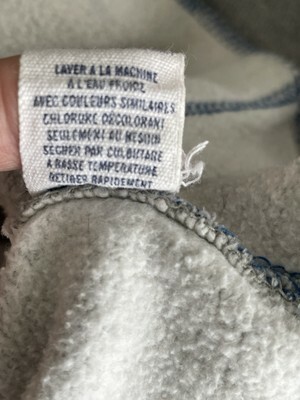 LAVER A LA MACHINE
A L'EAU FROIDE
AVEC COULEURS SIMILAIRES
CHLORURE DECOLORANT
SEULEMENT AU BESOIN
SECHER PAR CULBUTAGE
A BASSE TEMPERATURE
RETIRER RAPIDEMENT